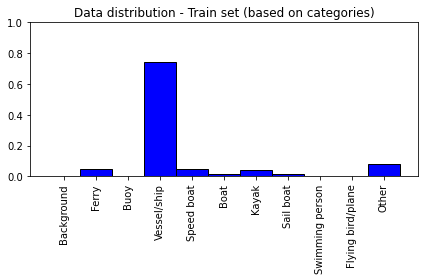 Data distribution - Train set (based on categories)
1.0
0.8
0.6
0.4
0.2
0.0
Background
Ferry
Buoy
Vessel/ship
Speed boat
Boat
Kayak
Sail boat
Swimming person
Flying bird/plane
Other